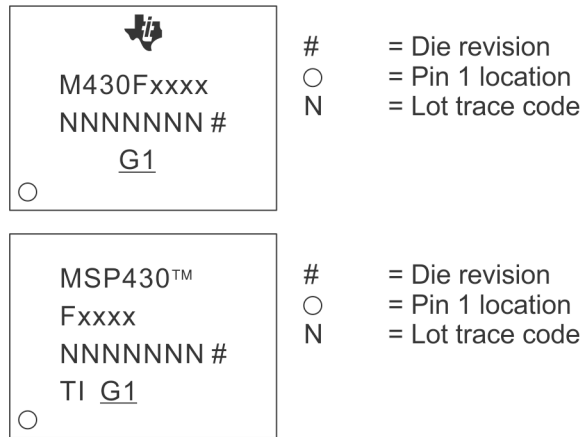 M430Fxxxx
NNNNNNN #
G1
# = Die revision
○ = Pin 1 location
N = Lot trace code
MSP430™
Fxxxx
NNNNNNN #
TI G1
# = Die revision
○ = Pin 1 location
N = Lot trace code